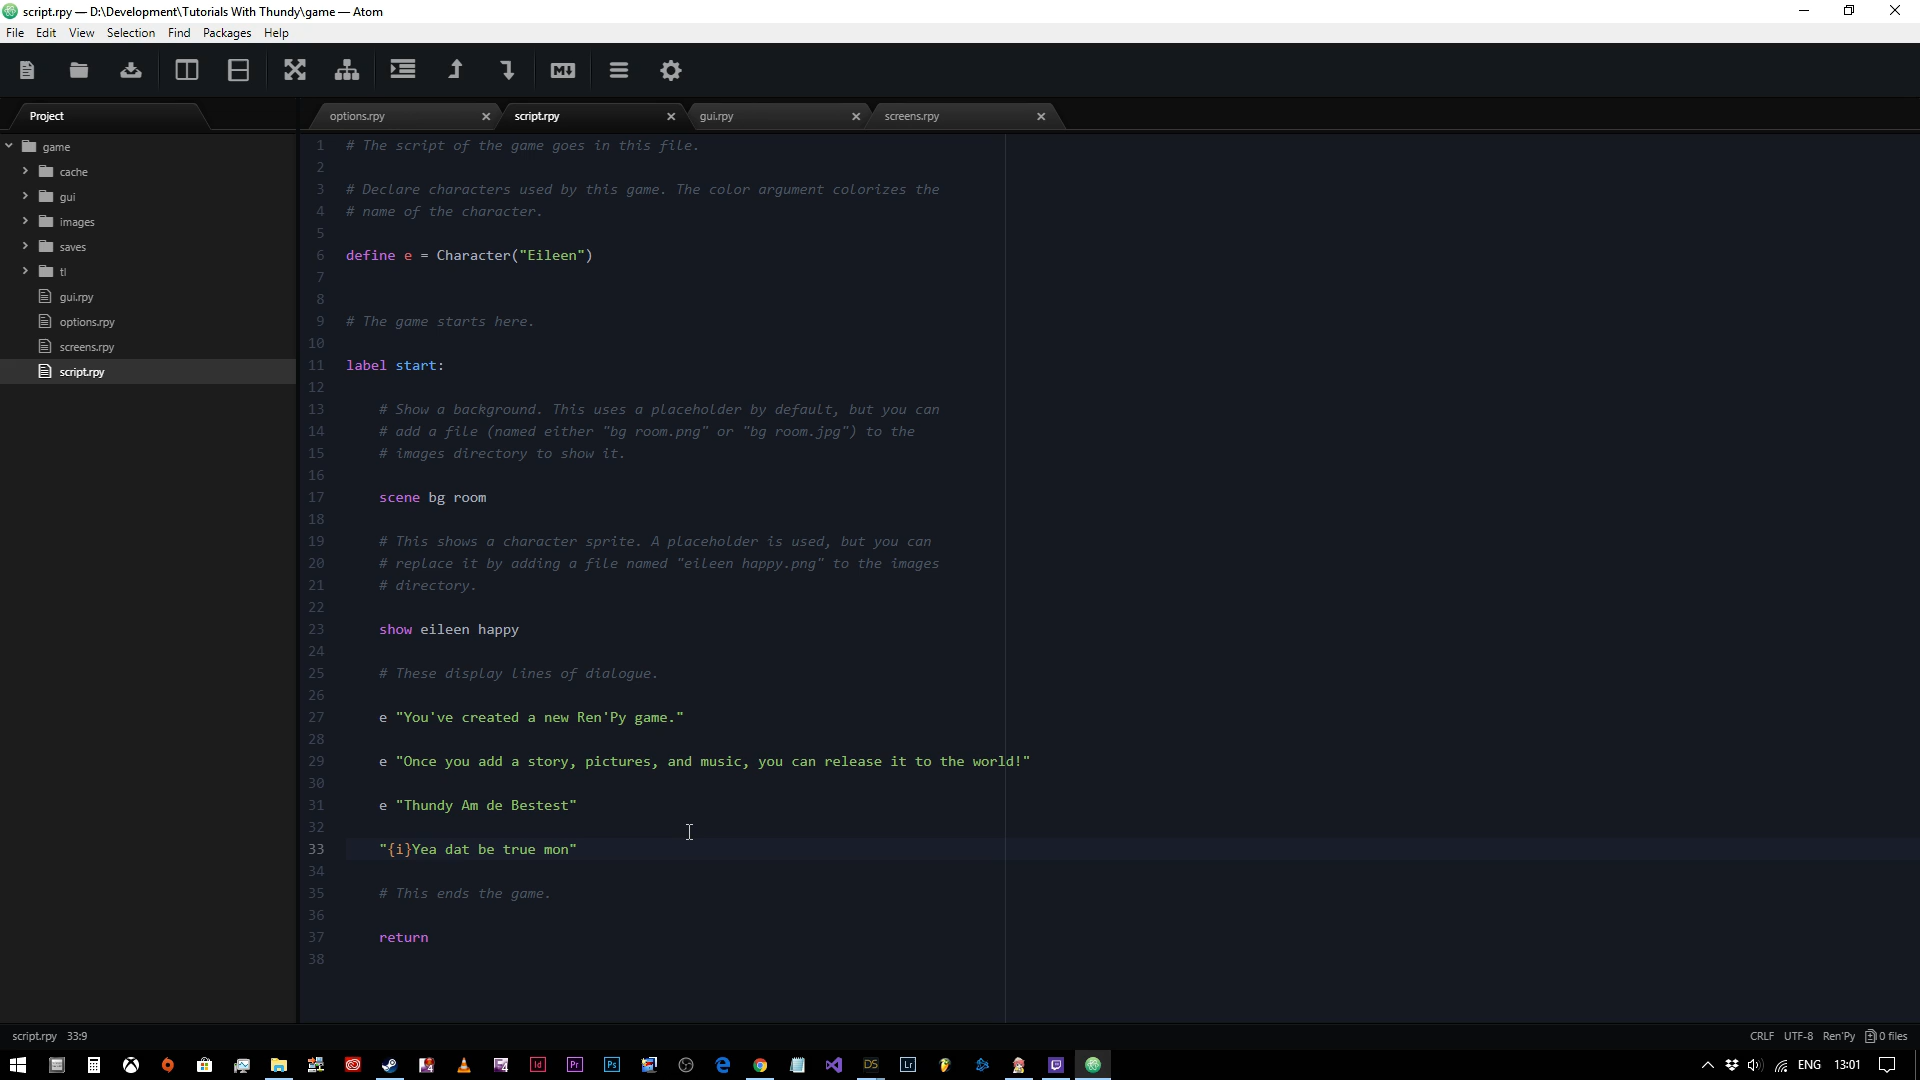 script.rpy — D:\Development\Tutorials With Thundy\game — Atom
File Edit View Selection Find Packages Help
Project
options.rpy
script.rpy
gui.rpy
screens.rpy
game
cache
gui
images
saves
tl
gui.rpy
options.rpy
screens.rpy
script.rpy
1 # The script of the game goes in this file.
2
3 # Declare characters used by this game. The color argument colorizes the
4 # name of the character.
5
6 define e = Character("Eileen")
7
8
9 # The game starts here.
10
11 label start:
12
13 # Show a background. This uses a placeholder by default, but you can
14 # add a file (named either "bg room.png" or "bg room.jpg") to the
15 # images directory to show it.
16
17 scene bg room
18
19 # This shows a character sprite. A placeholder is used, but you can
20 # replace it by adding a file named "eileen happy.png" to the images
21 # directory.
22
23 show eileen happy
24
25 # These display lines of dialogue.
26
27 e "You've created a new Ren'Py game."
28
29 e "Once you add a story, pictures, and music, you can release it to the world!"
30
31 e "Thundy Am de Bestest"
32
33 "{i}Yea dat be true mon"
34
35 # This ends the game.
36
37 return
38
script.rpy 33:9
CRLF UTF-8 Ren'Py 0 files
Id Pr Ps DS Lr
ENG 13:01